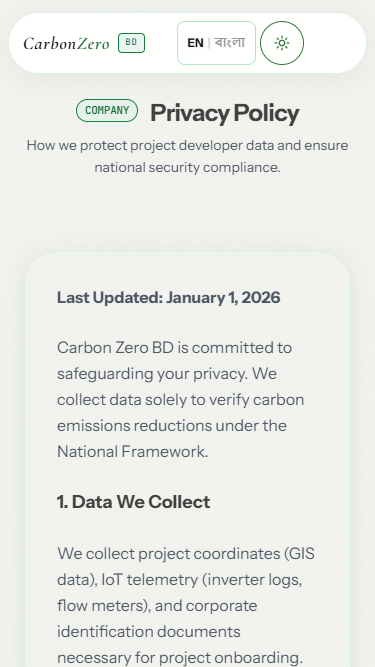 CarbonZero BD EN | বাংলা
COMPANY Privacy Policy
How we protect project developer data and ensure
national security compliance.
Last Updated: January 1, 2026
Carbon Zero BD is committed to
safeguarding your privacy. We
collect data solely to verify carbon
emissions reductions under the
National Framework.
1. Data We Collect
We collect project coordinates (GIS
data), IoT telemetry (inverter logs,
flow meters), and corporate
identification documents
necessary for project onboarding.